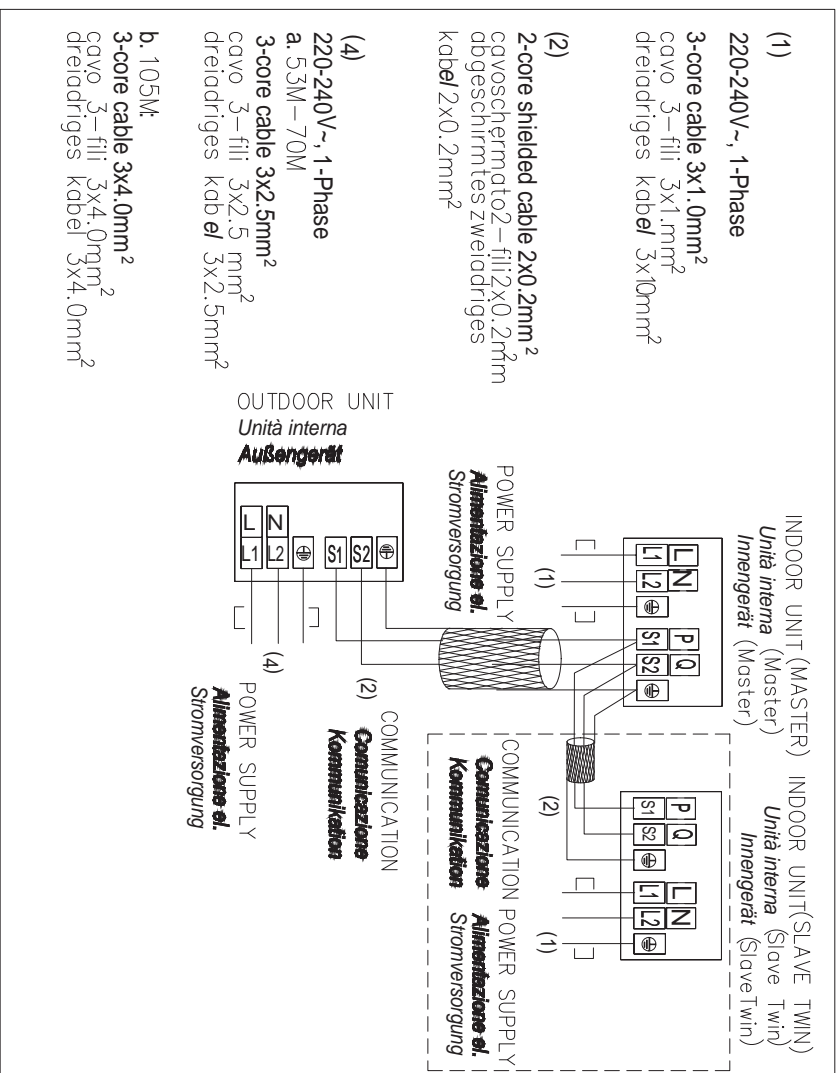 (1)
220-240V~, 1-Phase
3-core cable 3x1.0mm²
cavo 3-fili 3x1.mm²
dreiadriges kabel 3x10mm²
(2)
2-core shielded cable 2x0.2mm²
cavoschermato2-fili2x0.2m²m
abgeschirmtes zweiadriges
kabel 2x0.2mm²
(4)
220-240V~, 1-Phase
a. 53M-70M
3-core cable 3x2.5mm²
cavo 3-fili 3x2.5 mm²
dreiadriges kabel 3x2.5mm²
b. 105M:
3-core cable 3x4.0mm²
cavo 3-fili 3x4.0mm²
dreiadriges kabel 3x4.0mm²
INDOOR UNIT (MASTER)
Unità interna (Master)
Innengerät (Master)
L N P Q
L1 L2 S1 S2
(1)
POWER SUPPLY
Alimentazione el.
Stromversorgung
INDOOR UNIT(SLAVE TWIN)
Unità interna (Slave Twin)
Innengerät (SlaveTwin)
P Q L N
S1 S2 L1 L2
(2) (1)
COMMUNICATION
Comunicazione
Kommunikation
POWER SUPPLY
Alimentazione el.
Stromversorgung
OUTDOOR UNIT
Unità interna
Außengerät
L N
L1 L2 S1 S2
(4)
(2)
COMMUNICATION
Comunicazione
Kommunikation
POWER SUPPLY
Alimentazione el.
Stromversorgung